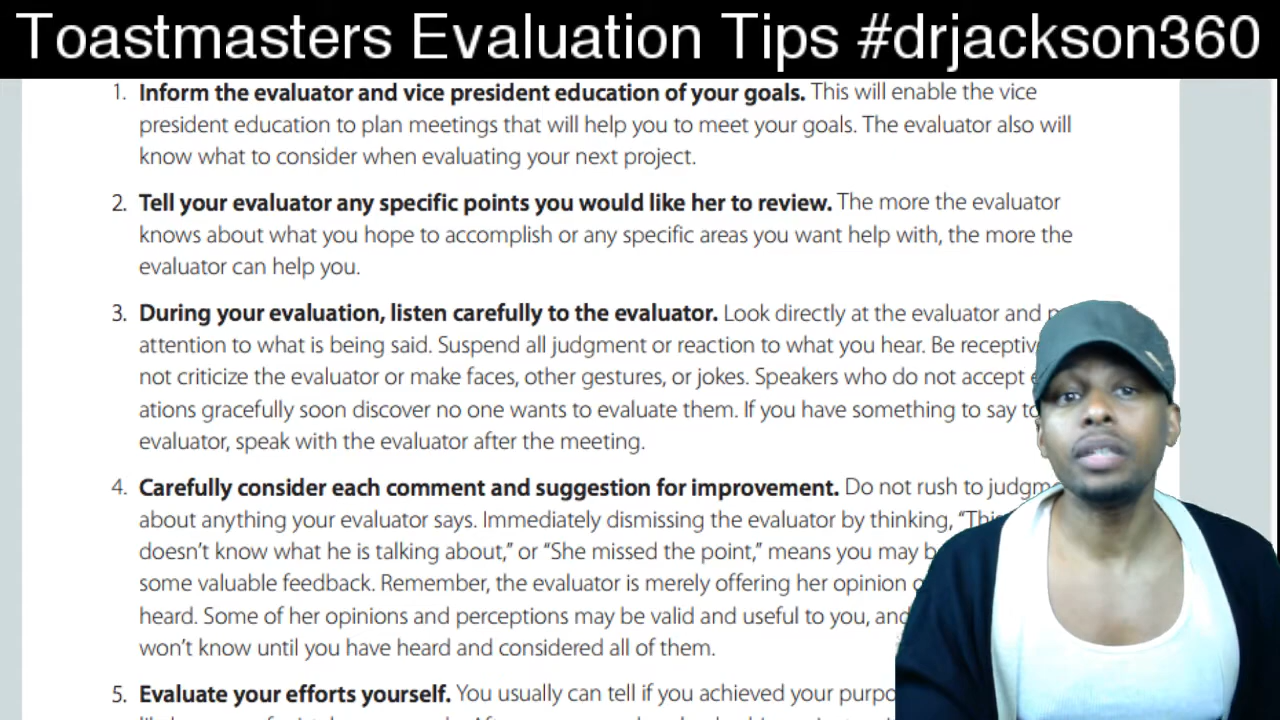 Toastmasters Evaluation Tips #drjackson360
1. Inform the evaluator and vice president education of your goals. This will enable the vice
president education to plan meetings that will help you to meet your goals. The evaluator also will
know what to consider when evaluating your next project.
2. Tell your evaluator any specific points you would like her to review. The more the evaluator
knows about what you hope to accomplish or any specific areas you want help with, the more the
evaluator can help you.
3. During your evaluation, listen carefully to the evaluator. Look directly at the evaluator and
attention to what is being said. Suspend all judgment or reaction to what you hear. Be receptiv
not criticize the evaluator or make faces, other gestures, or jokes. Speakers who do not accept
ations gracefully soon discover no one wants to evaluate them. If you have something to say to
evaluator, speak with the evaluator after the meeting.
4. Carefully consider each comment and suggestion for improvement. Do not rush to judgm
about anything your evaluator says. Immediately dismissing the evaluator by thinking, “This
doesn’t know what he is talking about,” or “She missed the point,” means you may b
some valuable feedback. Remember, the evaluator is merely offering her opinion
heard. Some of her opinions and perceptions may be valid and useful to you, and
won’t know until you have heard and considered all of them.
5. Evaluate your efforts yourself. You usually can tell if you achieved your purpo